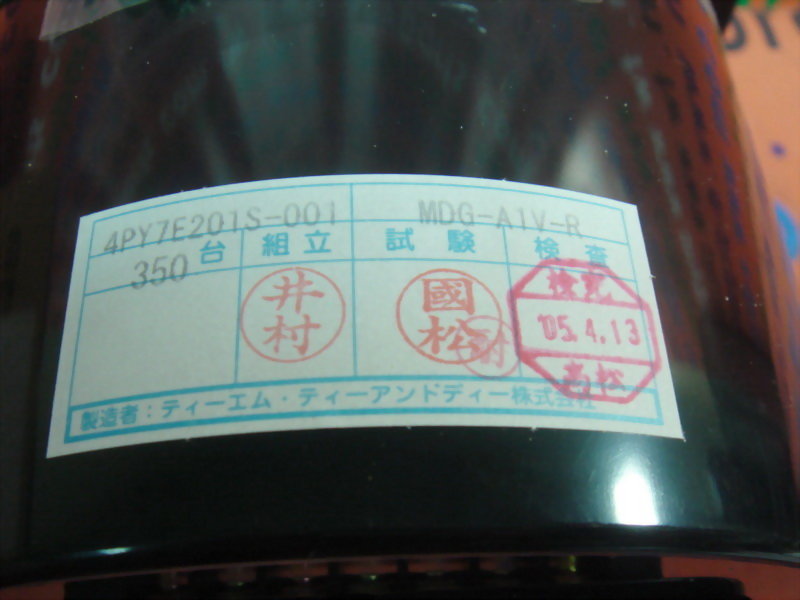 4PY7E201S-001 MDG-A1V-R
350 台 組立 試験 検査
井村 國松 検完 '05.4.13 高松
製造者:ティーエム・ティーアンドディー株式会社